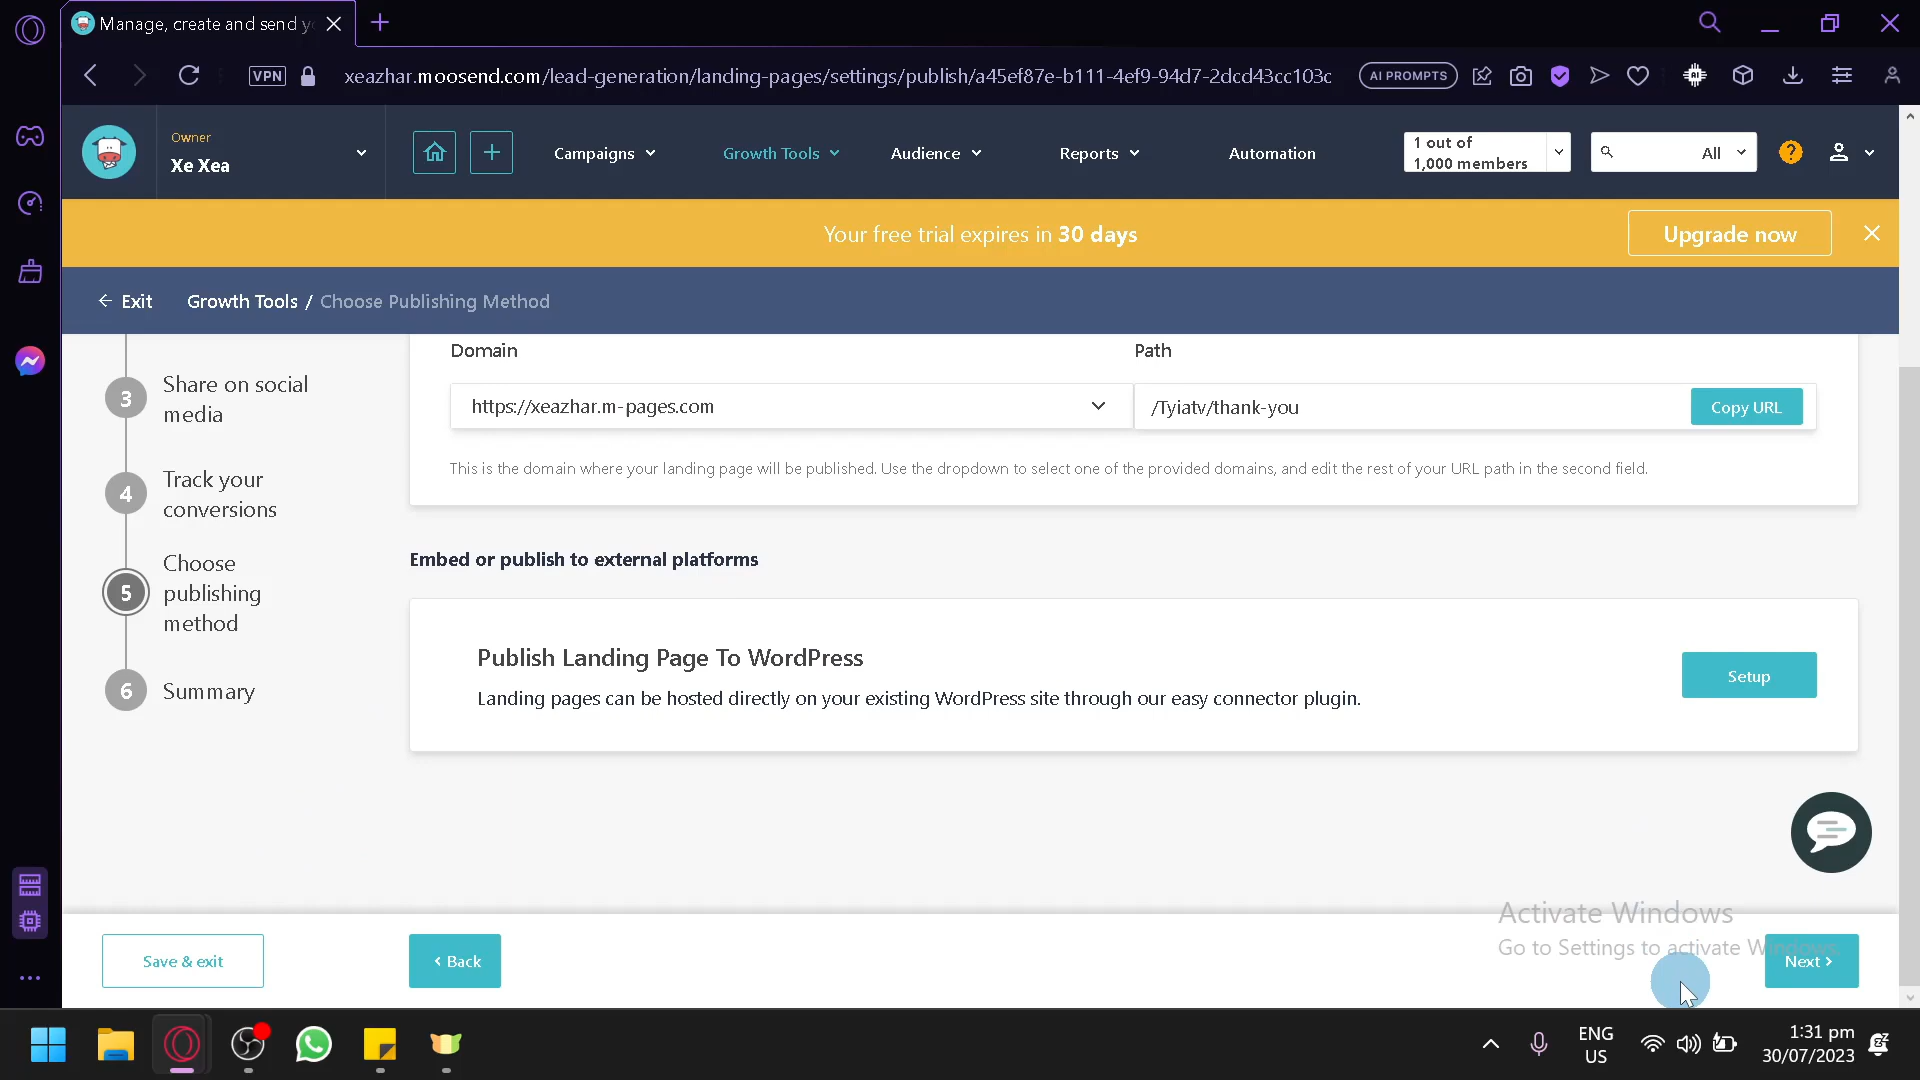 Manage, create and send y
VPN
xeazhar.moosend.com/lead-generation/landing-pages/settings/publish/a45ef87e-b111-4ef9-94d7-2dcd43cc103c
AI PROMPTS
Owner
Xe Xea
Campaigns
Growth Tools
Audience
Reports
Automation
1 out of
1,000 members
All
?
Your free trial expires in 30 days
Upgrade now
Exit
Growth Tools / Choose Publishing Method
3
Share on social
media
4
Track your
conversions
5
Choose
publishing
method
6
Summary
Domain
Path
https://xeazhar.m-pages.com
/Tyiatv/thank-you
Copy URL
This is the domain where your landing page will be published. Use the dropdown to select one of the provided domains, and edit the rest of your URL path in the second field.
Embed or publish to external platforms
Publish Landing Page To WordPress
Landing pages can be hosted directly on your existing WordPress site through our easy connector plugin.
Setup
Activate Windows
Go to Settings to activate Windows.
Save & exit
Back
Next
ENG
US
1:31 pm
30/07/2023